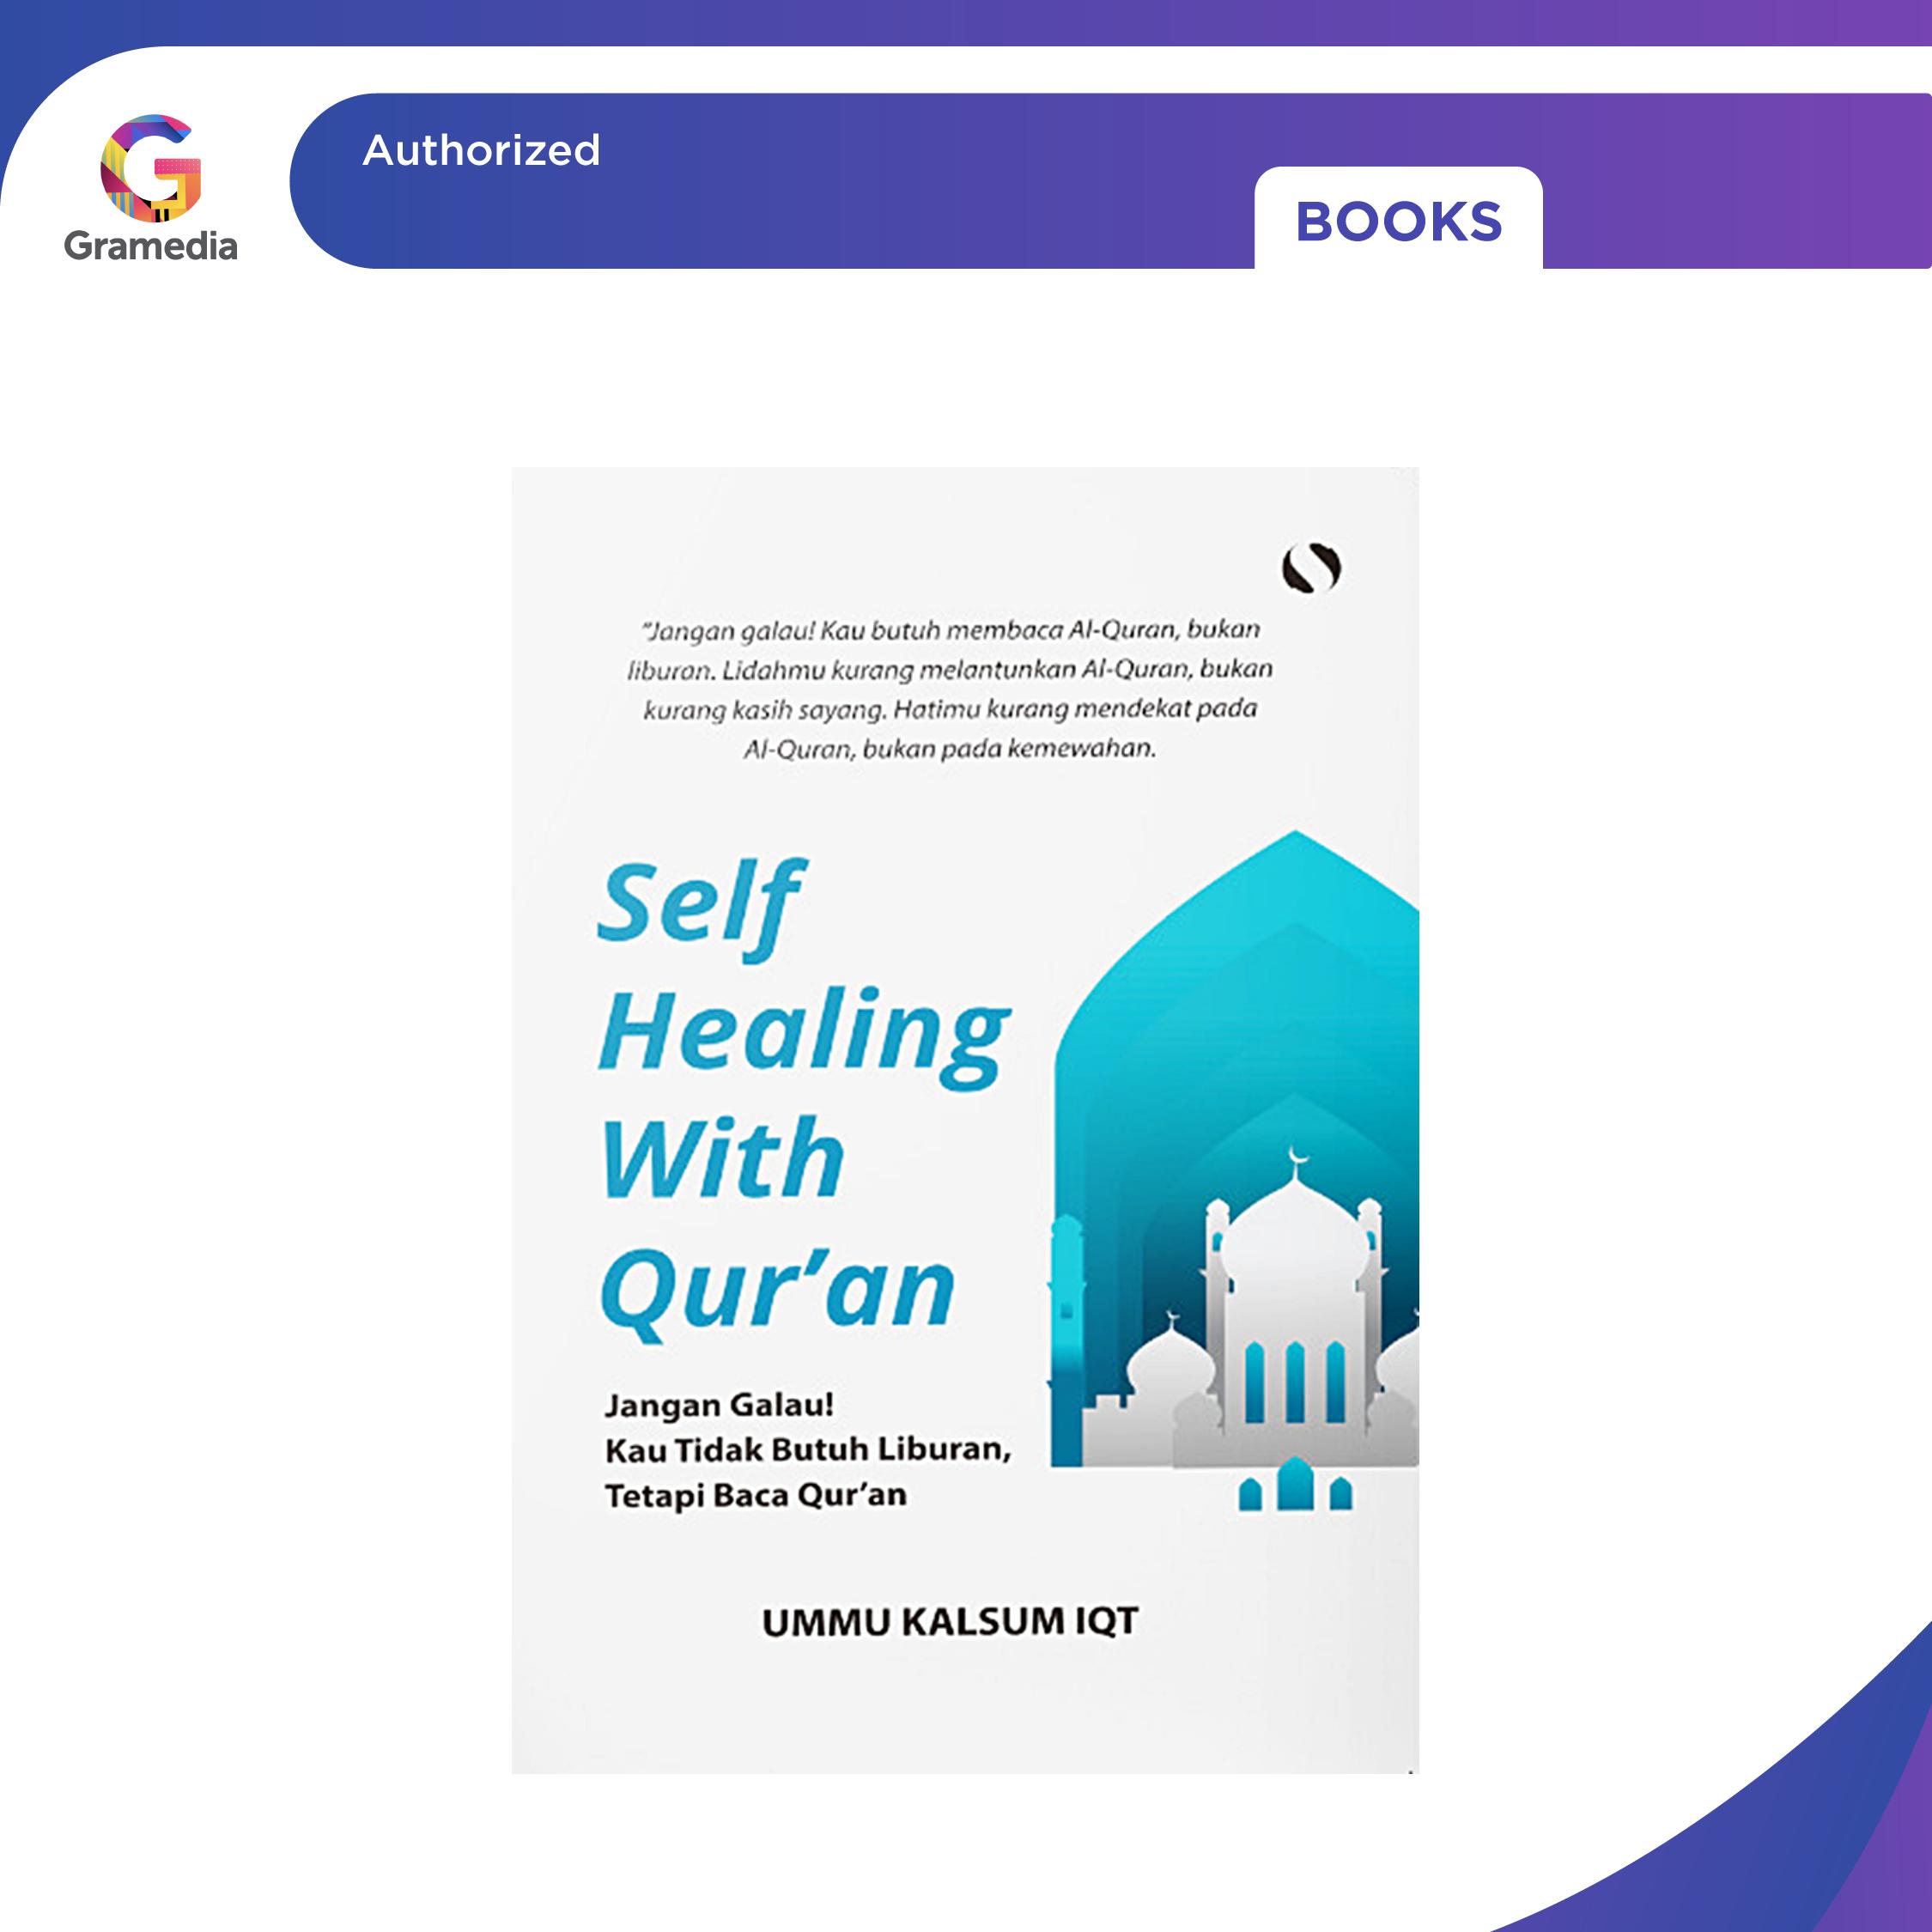 Gramedia
Authorized
BOOKS
"Jangan galau! Kau butuh membaca Al-Quran, bukan
liburan. Lidahmu kurang melantunkan Al-Quran, bukan
kurang kasih sayang. Hatimu kurang mendekat pada
Al-Quran, bukan pada kemewahan.
Self
Healing
With
Qur'an
Jangan Galau!
Kau Tidak Butuh Liburan,
Tetapi Baca Qur'an
UMMU KALSUM IQT